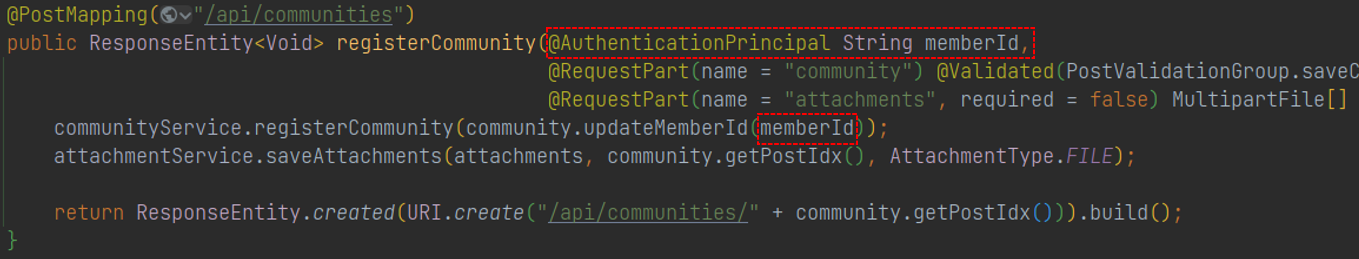 @PostMapping("/api/communities")
public ResponseEntity<Void> registerCommunity(@AuthenticationPrincipal String memberId,
@RequestPart(name = "community") @Validated(PostValidationGroup.saveC
@RequestPart(name = "attachments", required = false) MultipartFile[]
communityService.registerCommunity(community.updateMemberId(memberId));
attachmentService.saveAttachments(attachments, community.getPostIdx(), AttachmentType.FILE);
return ResponseEntity.created(URI.create("/api/communities/" + community.getPostIdx())).build();
}